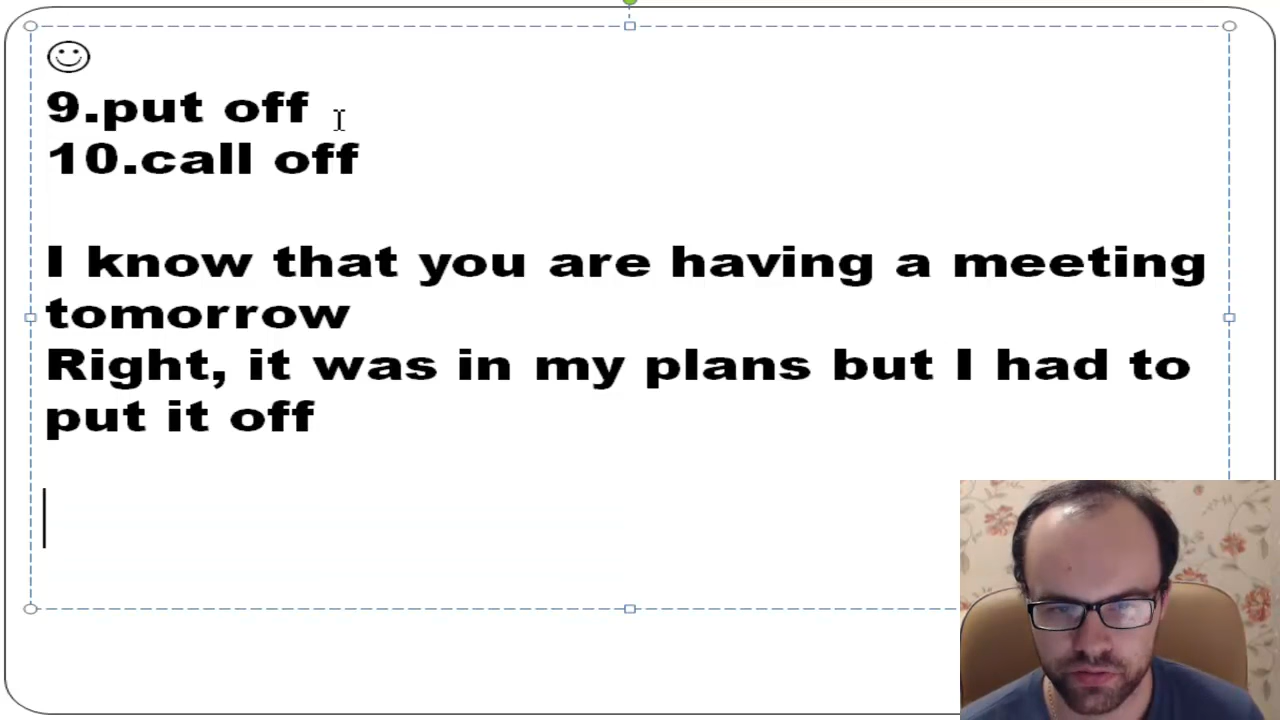 9.put off
10.call off
I know that you are having a meeting
tomorrow
Right, it was in my plans but I had to
put it off